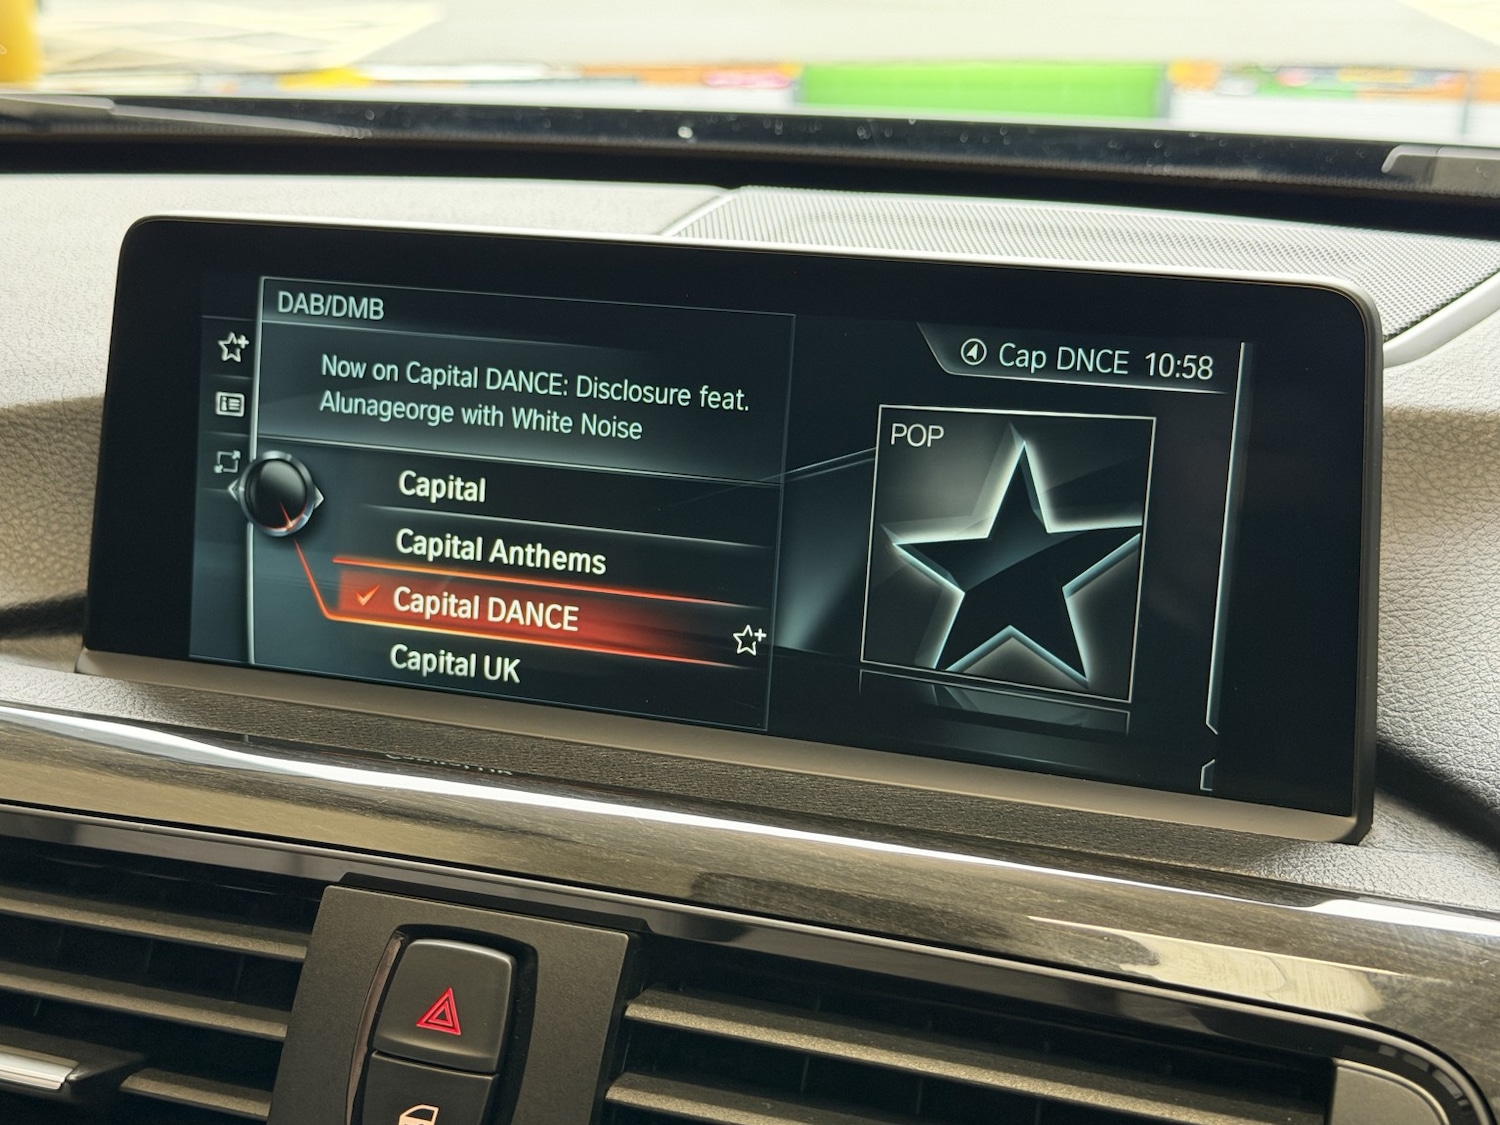 DAB/DMB
Now on Capital DANCE: Disclosure feat.
Alunageorge with White Noise
Capital
Capital Anthems
Capital DANCE
Capital UK
Cap DNCE 10:58
POP